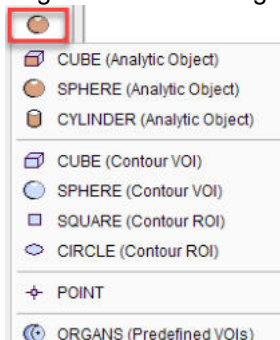 CUBE (Analytic Object)
SPHERE (Analytic Object)
CYLINDER (Analytic Object)
CUBE (Contour VOI)
SPHERE (Contour VOI)
SQUARE (Contour ROI)
CIRCLE (Contour ROI)
POINT
ORGANS (Predefined VOIs)